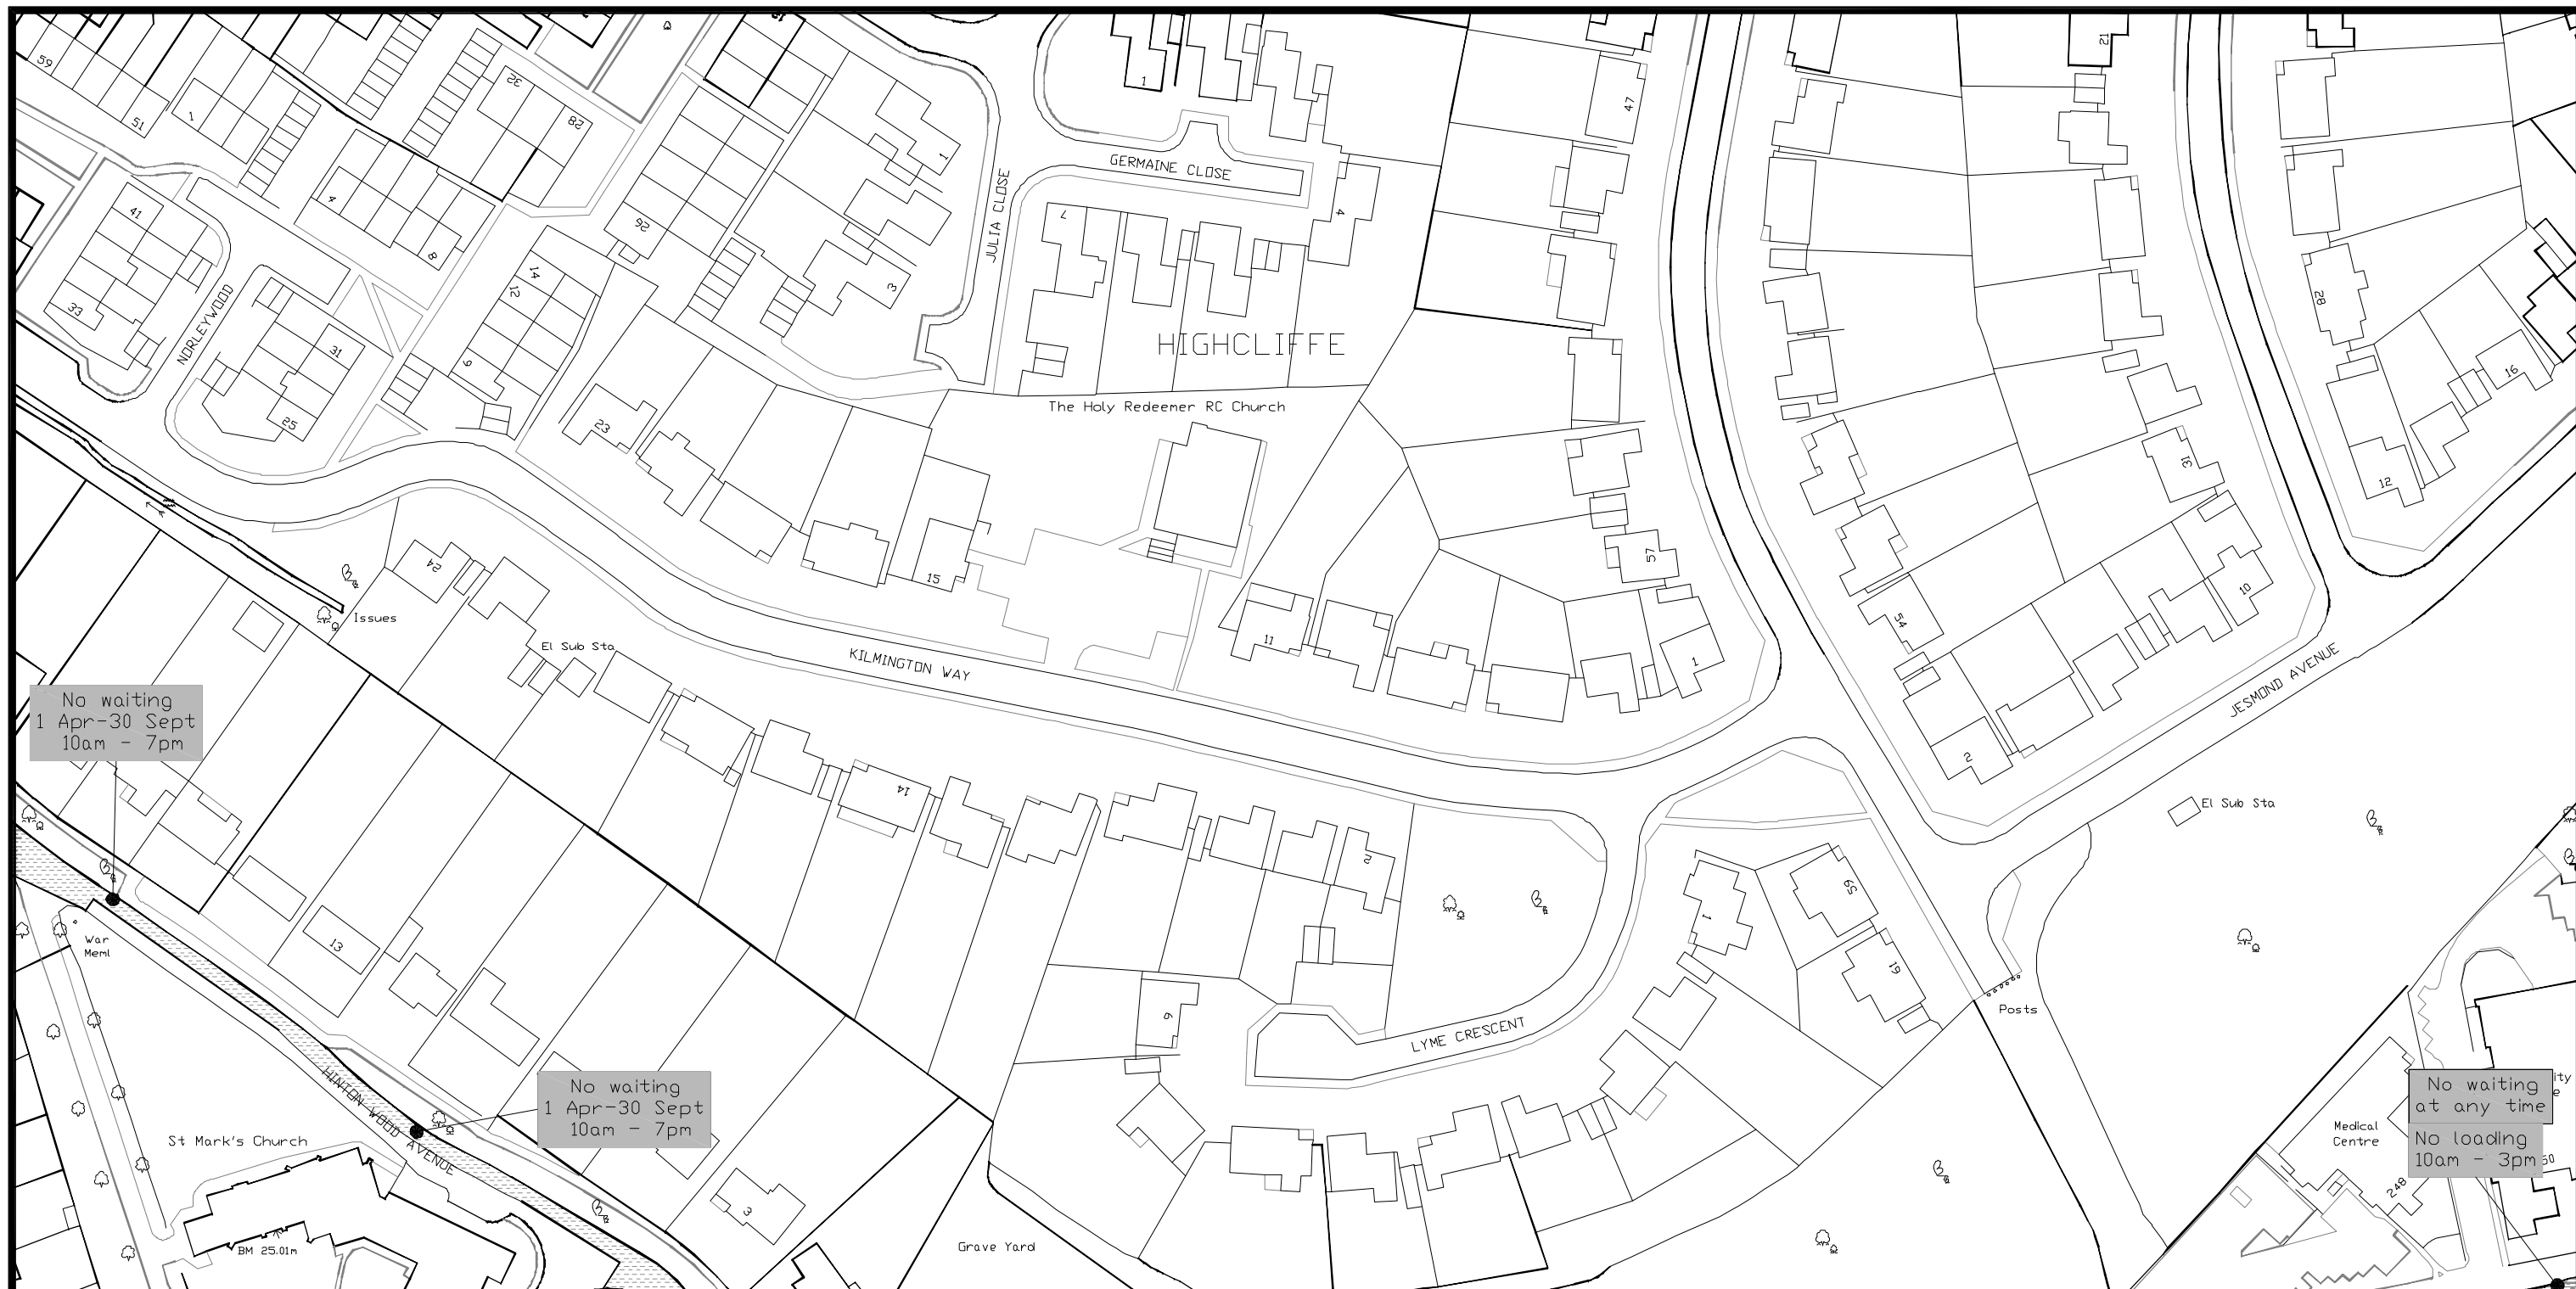 59
51
1
32
28
1
1
47
21
41
4
8
33
NORLEYWOOD
14
12
9
26
JULIA CLOSE
3
GERMAINE CLOSE
7
4
HIGHCLIFFE
The Holy Redeemer RC Church
28
16
12
31
25
23
15
24
Issues
El Sub Sta
KILMINGTON WAY
11
57
1
31
54
10
2
JESMOND AVENUE
El Sub Sta
No waiting
1 Apr-30 Sept
10am - 7pm
14
2
59
1
19
Posts
War
Meml
13
6
LYME CRESCENT
HINTON WOOD AVENUE
No waiting
1 Apr-30 Sept
10am - 7pm
St Mark's Church
BM 25.01m
3
Grave Yard
Medical
Centre
248
No waiting
at any time
No loading
10am - 3pm